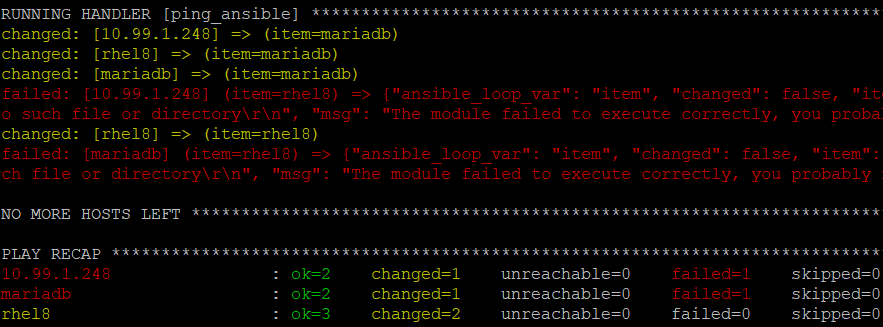 RUNNING HANDLER [ping_ansible] *********************************************************
changed: [10.99.1.248] => (item=mariadb)
changed: [rhel8] => (item=mariadb)
changed: [mariadb] => (item=mariadb)
failed: [10.99.1.248] (item=rhel8) => {"ansible_loop_var": "item", "changed": false, "ite
o such file or directory\r\n", "msg": "The module failed to execute correctly, you proba
changed: [rhel8] => (item=rhel8)
failed: [mariadb] (item=rhel8) => {"ansible_loop_var": "item", "changed": false, "item":
ch file or directory\r\n", "msg": "The module failed to execute correctly, you probably
NO MORE HOSTS LEFT *********************************************************************
PLAY RECAP *****************************************************************************
10.99.1.248 : ok=2 changed=1 unreachable=0 failed=1 skipped=0
mariadb : ok=2 changed=1 unreachable=0 failed=1 skipped=0
rhel8 : ok=3 changed=2 unreachable=0 failed=0 skipped=0